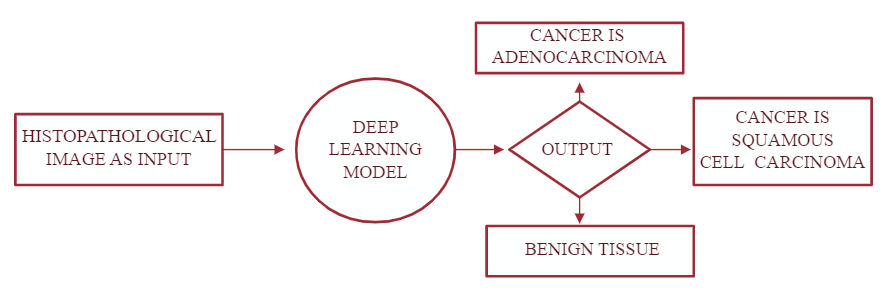 HISTOPATHOLOGICAL
IMAGE AS INPUT
DEEP
LEARNING
MODEL
OUTPUT
CANCER IS
ADENOCARCINOMA
CANCER IS
SQUAMOUS
CELL CARCINOMA
BENIGN TISSUE